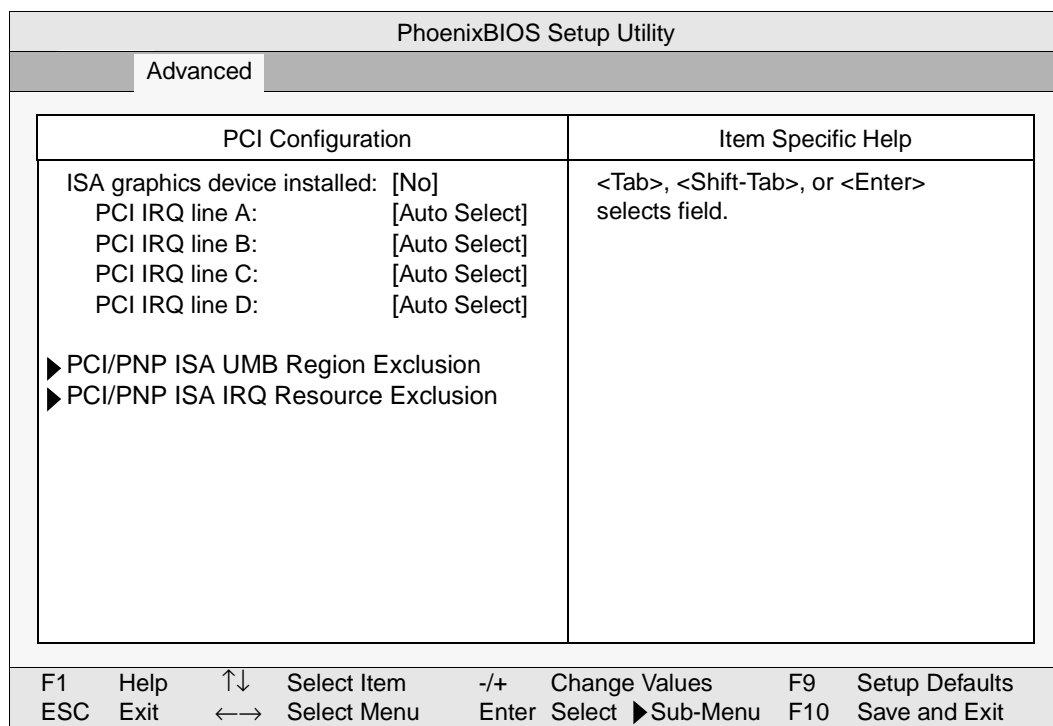 PhoenixBIOS Setup Utility
Advanced
PCI Configuration
Item Specific Help
ISA graphics device installed: [No]
PCI IRQ line A: [Auto Select]
PCI IRQ line B: [Auto Select]
PCI IRQ line C: [Auto Select]
PCI IRQ line D: [Auto Select]
▶PCI/PNP ISA UMB Region Exclusion
▶PCI/PNP ISA IRQ Resource Exclusion
<Tab>, <Shift-Tab>, or <Enter>
selects field.
F1 Help ↑↓ Select Item -/+ Change Values F9 Setup Defaults
ESC Exit ←→ Select Menu Enter Select ▶Sub-Menu F10 Save and Exit